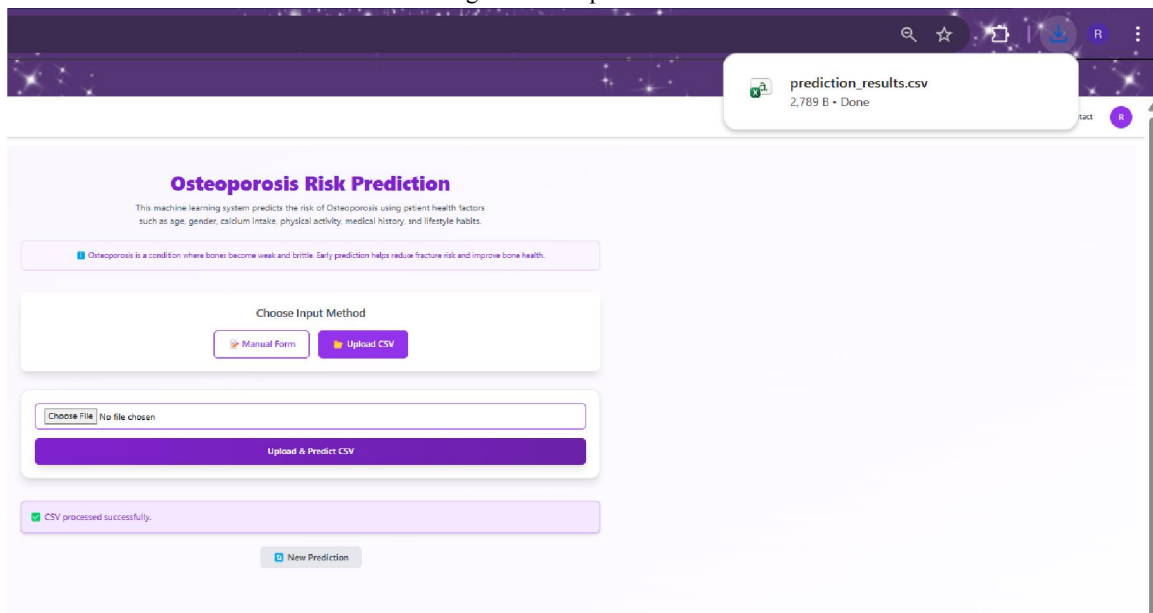 R
prediction_results.csv
2,789 B • Done
tact
R
Osteoporosis Risk Prediction
This machine learning system predicts the risk of Osteoporosis using patient health factors
such as age, gender, calcium intake, physical activity, medical history, and lifestyle habits.
Osteoporosis is a condition where bones become weak and brittle. Early prediction helps reduce fracture risk and improve bone health.
Choose Input Method
Manual Form
Upload CSV
Choose File No file chosen
Upload & Predict CSV
CSV processed successfully.
New Prediction